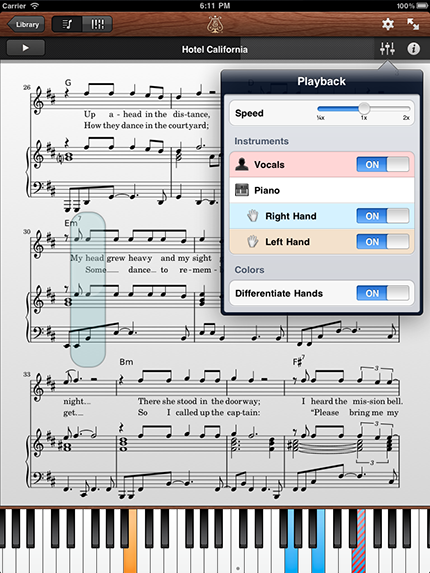 Carrier 6:11 PM 100%
Library
Hotel California
Playback
Speed
¼x 1x 2x
Instruments
Vocals ON
Piano
Right Hand ON
Left Hand ON
Colors
Differentiate Hands ON
26 G
Up a - head in the dis - tance,
How they dance in the courtyard;
30 Em7
My head grew heavy and my sight
Some dance to re - mem -
33 Bm F#7
night. There she stood in the doorway; I heard the mis - sion bell.
get. So I called up the cap - tain: "Please bring me my
3
3